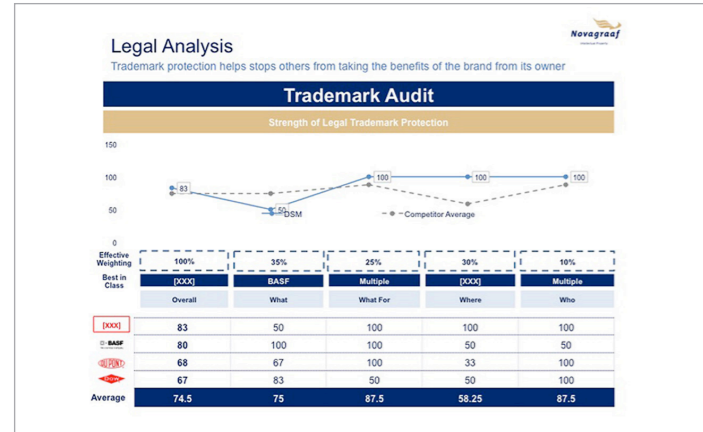 Novagraaf
Legal Analysis
Trademark protection helps stops others from taking the benefits of the brand from its owner
Trademark Audit
Strength of Legal Trademark Protection
150
100
50
0
83
50
100
100
100
DSM
Competitor Average
Effective Weighting
100%
35%
25%
30%
10%
Best in Class
[XXX]
BASF
Multiple
[XXX]
Multiple
Overall
What
What For
Where
Who
[XXX]
83
50
100
100
100
BASF
80
100
100
50
50
DUPONT
68
67
100
33
100
DOW
67
83
50
50
100
Average
74.5
75
87.5
58.25
87.5